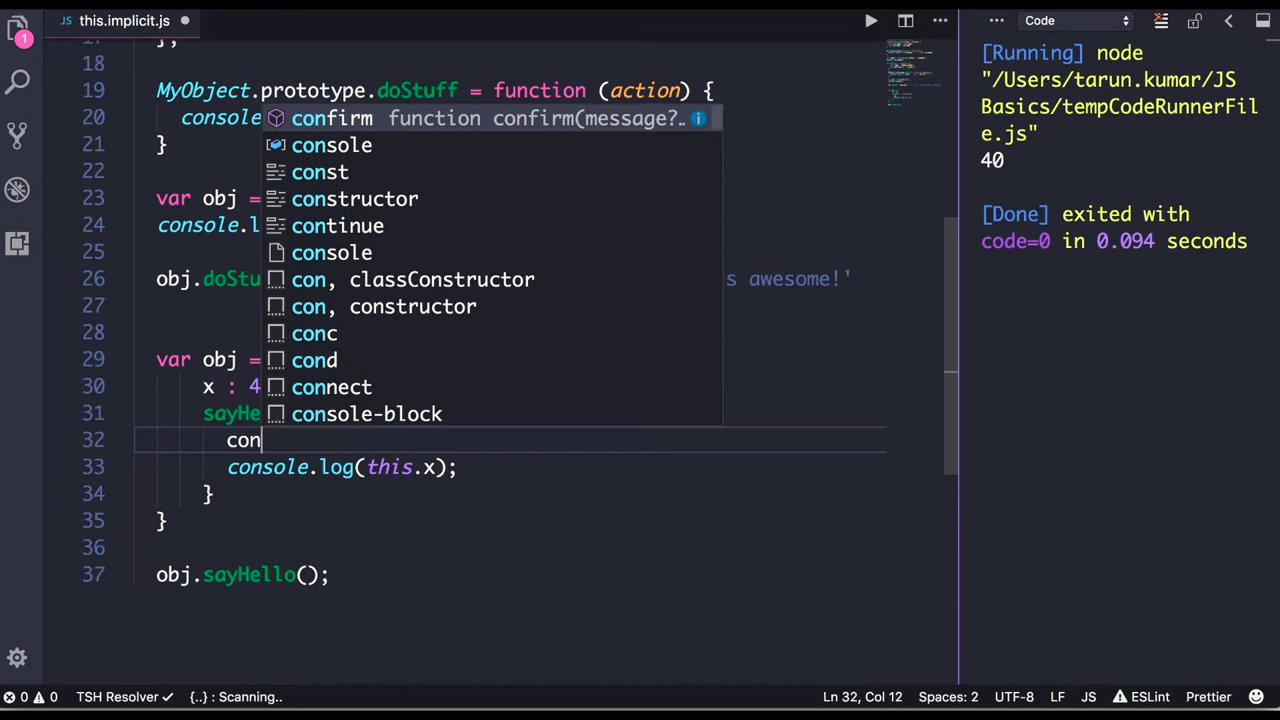 JS this.implicit.js
Code
1
17 };
18
19 MyObject.prototype.doStuff = function (action) {
20 console
21 }
22
23 var obj =
24 console.l
25
26 obj.doStu s awesome!'
27
28
29 var obj =
30 x : 4
31 sayHe
32 con
33 console.log(this.x);
34 }
35 }
36
37 obj.sayHello();
confirm function confirm(message?..
console
const
constructor
continue
console
con, classConstructor
con, constructor
conc
cond
connect
console-block
[Running] node
"/Users/tarun.kumar/JS
Basics/tempCodeRunnerFil
e.js"
40
[Done] exited with
code=0 in 0.094 seconds
0 0 TSH Resolver {..} : Scanning.. Ln 32, Col 12 Spaces: 2 UTF-8 LF JS ESLint Prettier